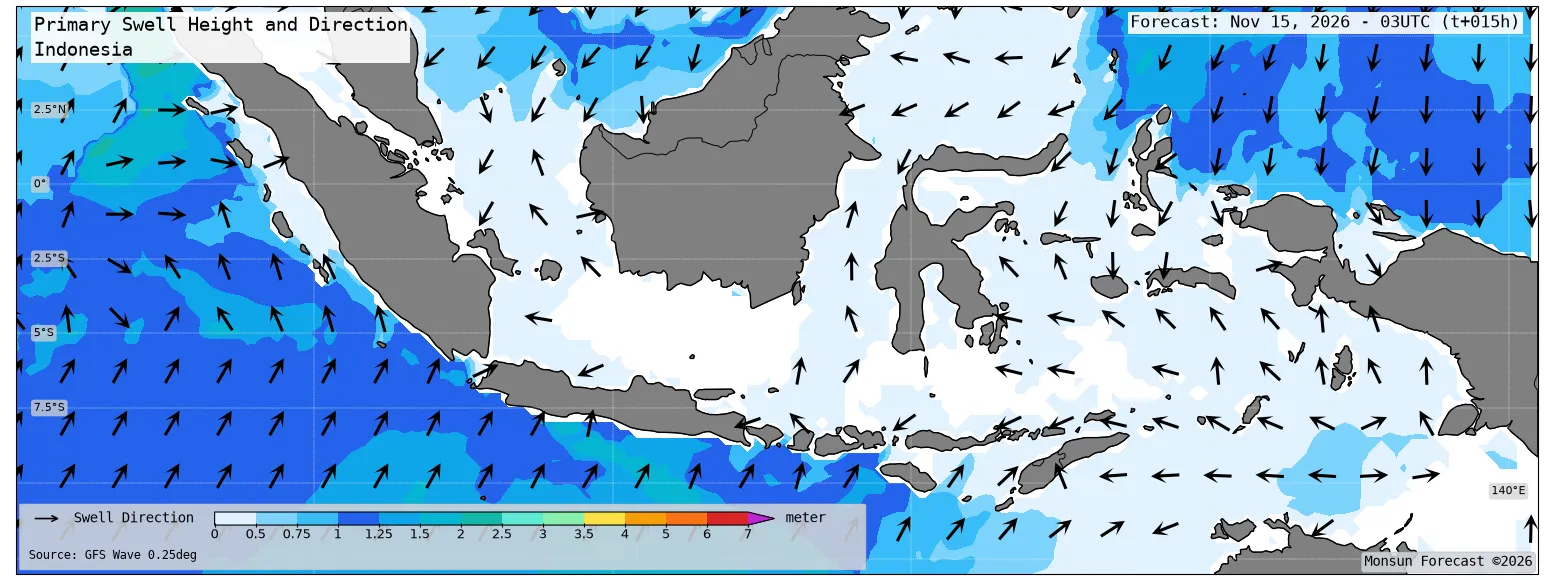 Primary Swell Height and Direction
Indonesia
Forecast: Nov 15, 2026 - 03UTC (t+015h)
2.5°N
0°
2.5°S
5°S
7.5°S
140°E
Swell Direction
meter
0 0.5 0.75 1 1.25 1.5 2 2.5 3 3.5 4 5 6 7
Source: GFS Wave 0.25deg
Monsun Forecast ©2026